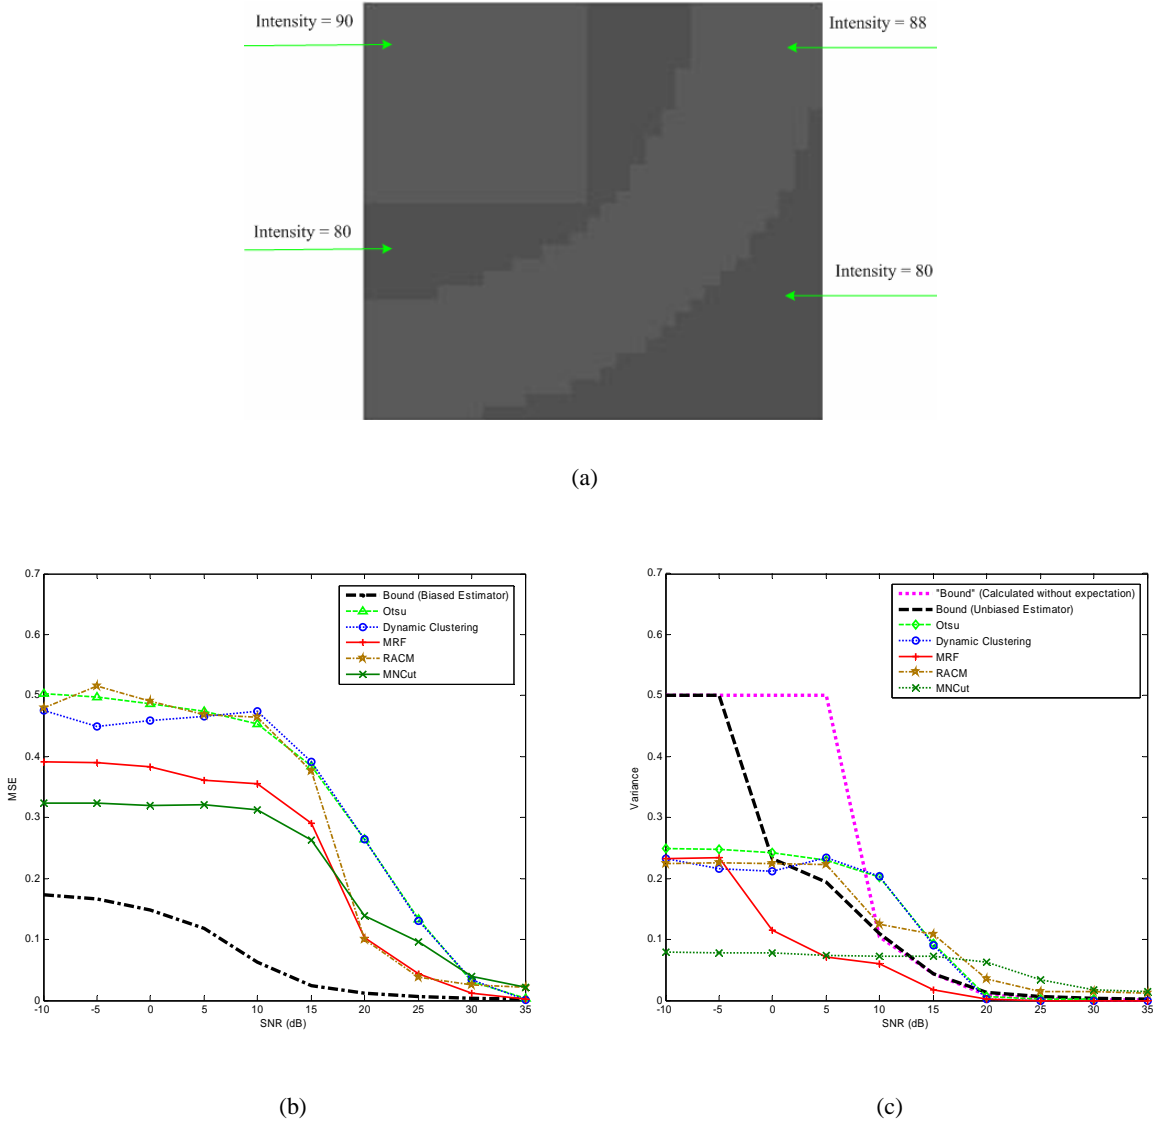 Intensity = 90
Intensity = 88
Intensity = 80
Intensity = 80
(a)
0.7
0.6
0.5
0.4
0.3
0.2
0.1
0
MSE
-10 -5 0 5 10 15 20 25 30 35
SNR (dB)
Bound (Biased Estimator)
Otsu
Dynamic Clustering
MRF
RACM
MNCut
(b)
0.7
0.6
0.5
0.4
0.3
0.2
0.1
0
Variance
-10 -5 0 5 10 15 20 25 30 35
SNR (dB)
"Bound" (Calculated without expectation)
Bound (Unbiased Estimator)
Otsu
Dynamic Clustering
MRF
RACM
MNCut
(c)